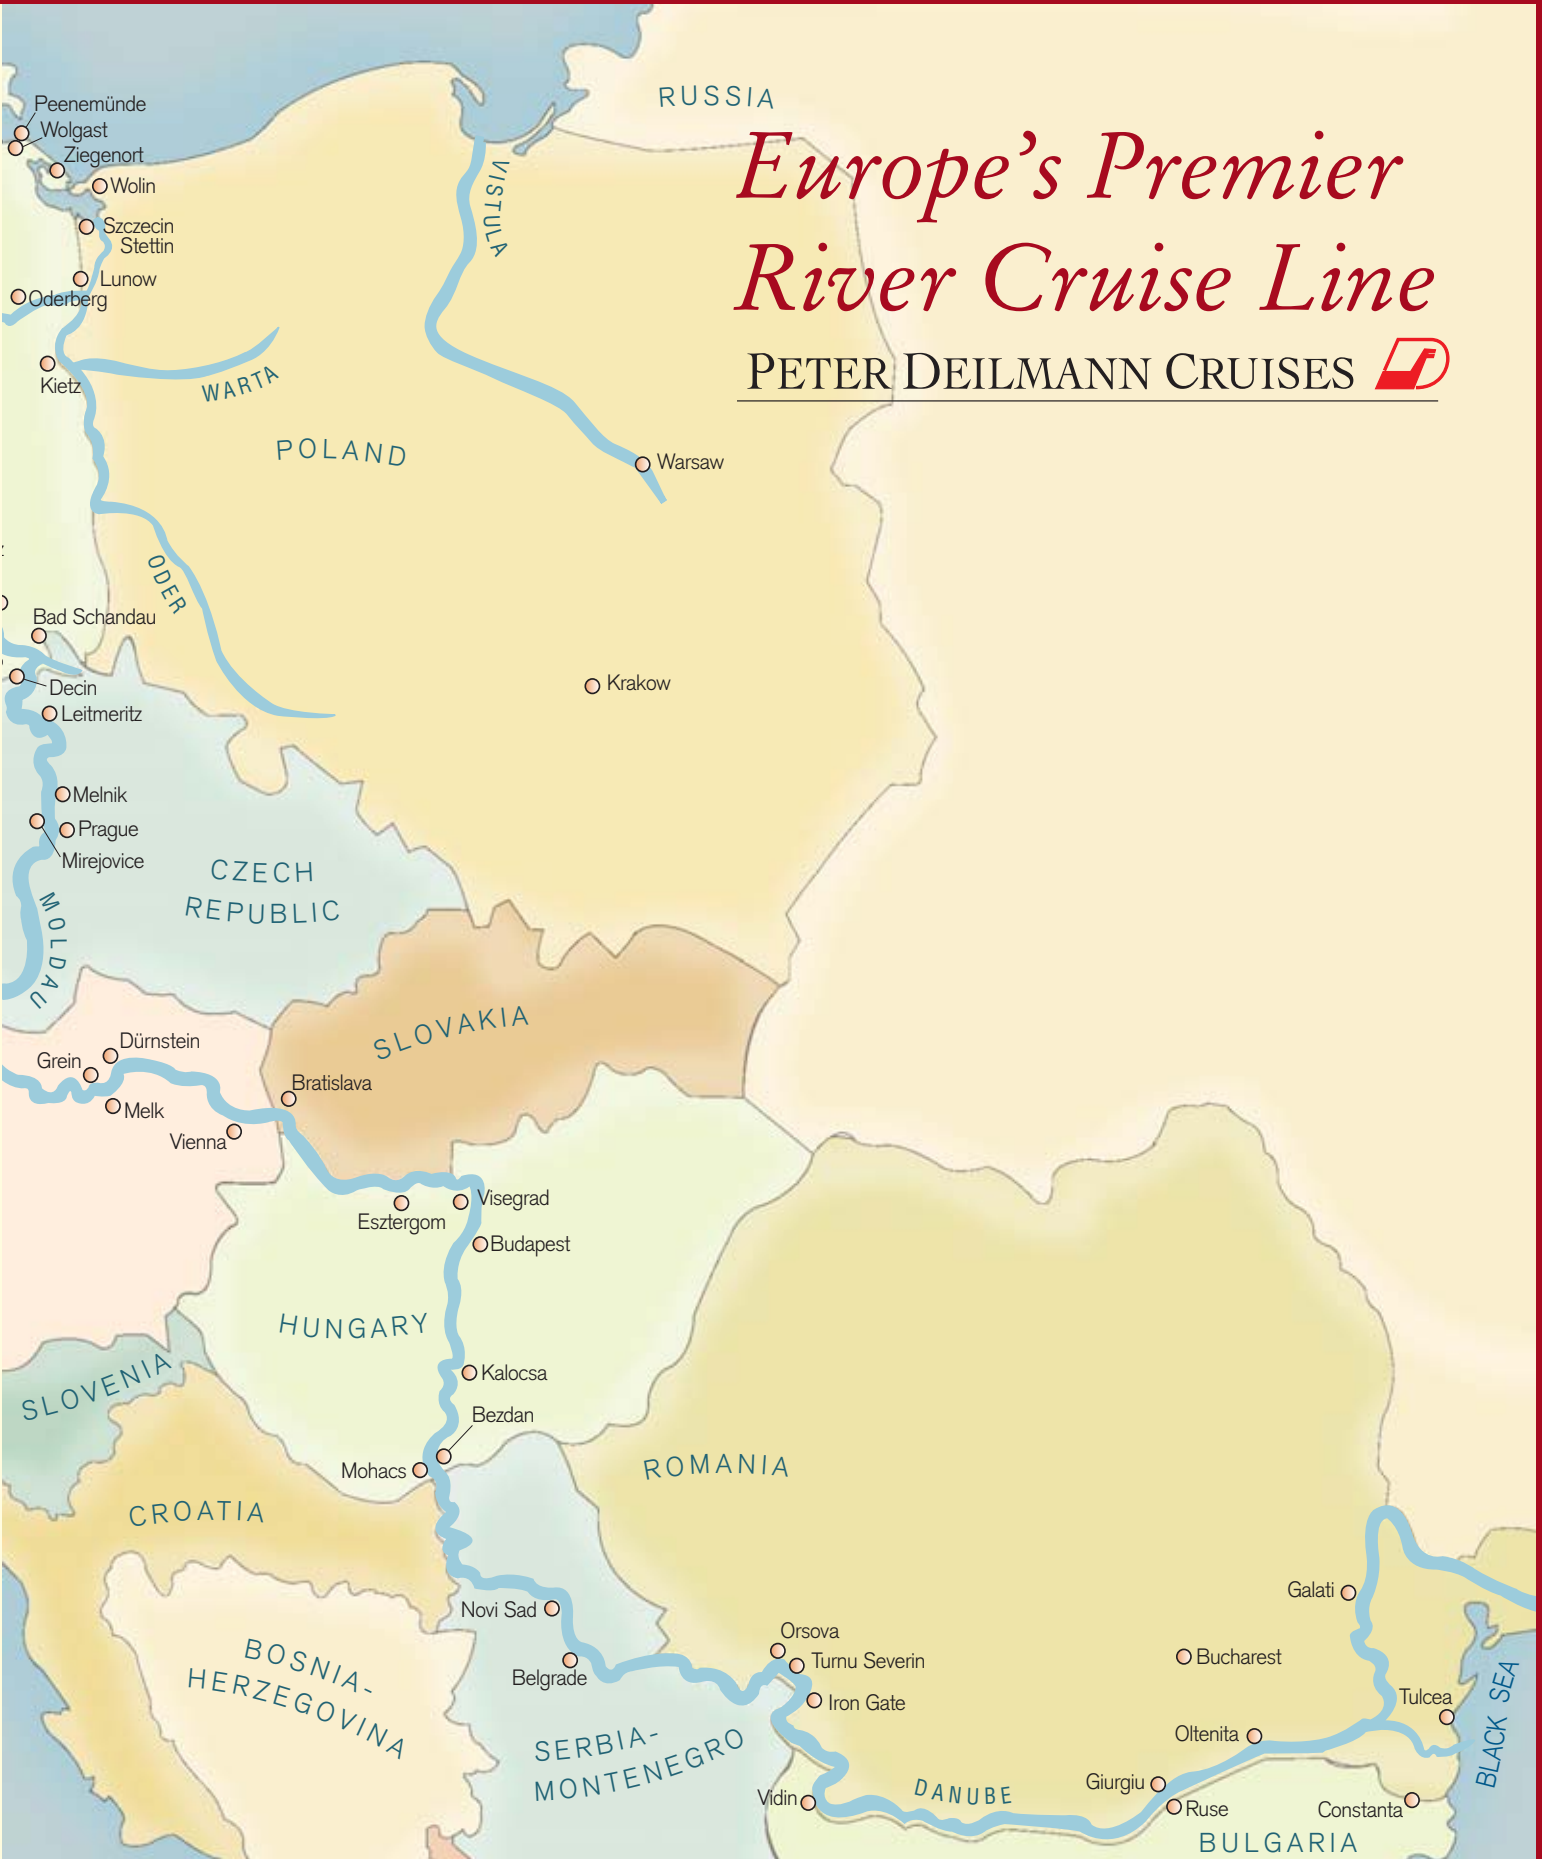 Peenemünde
Wolgast
Ziegenort
Wolin
Szczecin
Stettin
Lunow
Oderberg
Kietz
WARTA
VISTULA
RUSSIA
Europe's Premier
River Cruise Line
PETER DEILMANN CRUISES
POLAND
Warsaw
ODER
Bad Schandau
Decin
Leitmeritz
Krakow
Melnik
Prague
Mirejovice
CZECH
REPUBLIC
MOLDAU
SLOVAKIA
Dürnstein
Grein
Melk
Vienna
Bratislava
Visegrad
Esztergom
Budapest
HUNGARY
SLOVENIA
Kalocsa
Bezdan
Mohacs
ROMANIA
CROATIA
Novi Sad
Belgrade
BOSNIA-
HERZEGOVINA
SERBIA-
MONTENEGRO
Orsova
Turnu Severin
Iron Gate
Galati
Bucharest
Tulcea
BLACK SEA
Oltenita
Giurgiu
Vidin
DANUBE
Ruse
Constanta
BULGARIA